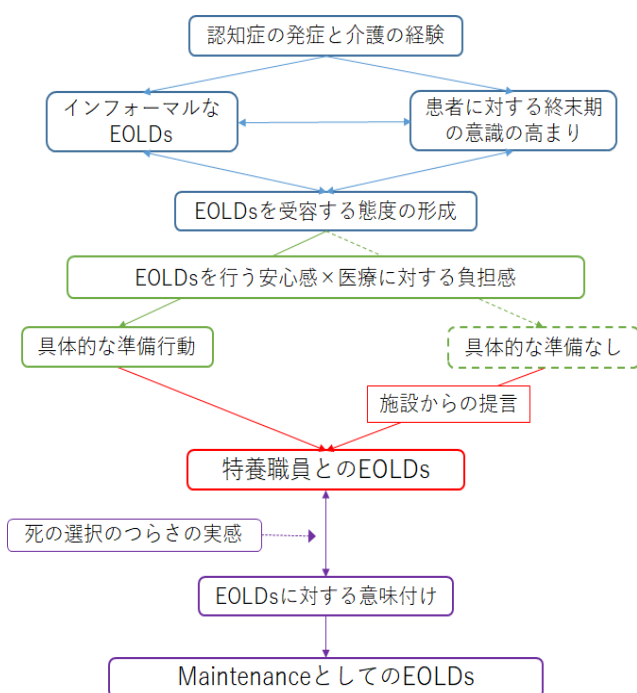 認知症の発症と介護の経験
インフォーマルな
EOLDs
患者に対する終末期
の意識の高まり
EOLDsを受容する態度の形成
EOLDsを行う安心感×医療に対する負担感
具体的な準備行動
具体的な準備なし
施設からの提言
特養職員とのEOLDs
死の選択のつらさの実感
EOLDsに対する意味付け
MaintenanceとしてのEOLDs